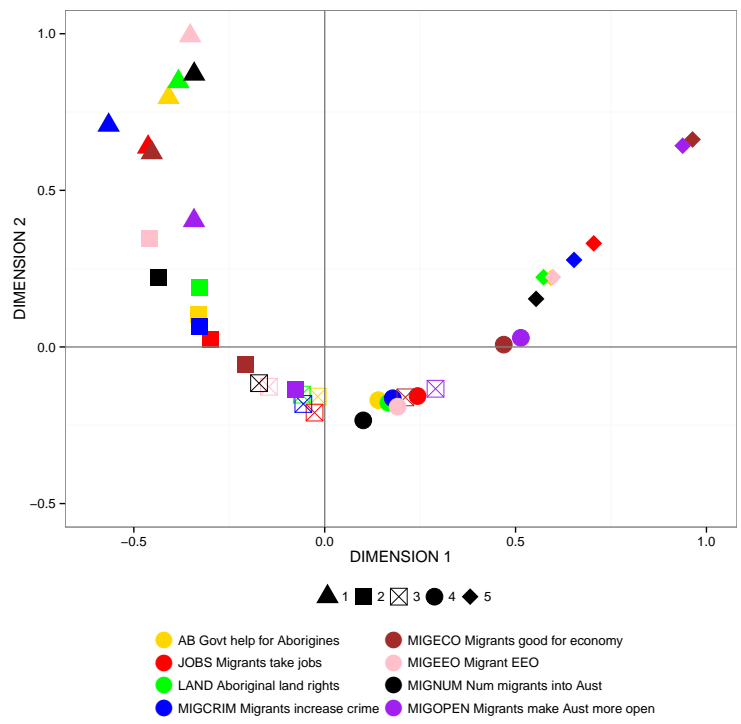 1.0
0.5
0.0
−0.5
DIMENSION 2
−0.5 0.0 0.5 1.0
DIMENSION 1
1 2 3 4 5
AB Govt help for Aborigines MIGECO Migrants good for economy
JOBS Migrants take jobs MIGEEO Migrant EEO
LAND Aboriginal land rights MIGNUM Num migrants into Aust
MIGCRIM Migrants increase crime MIGOPEN Migrants make Aust more open